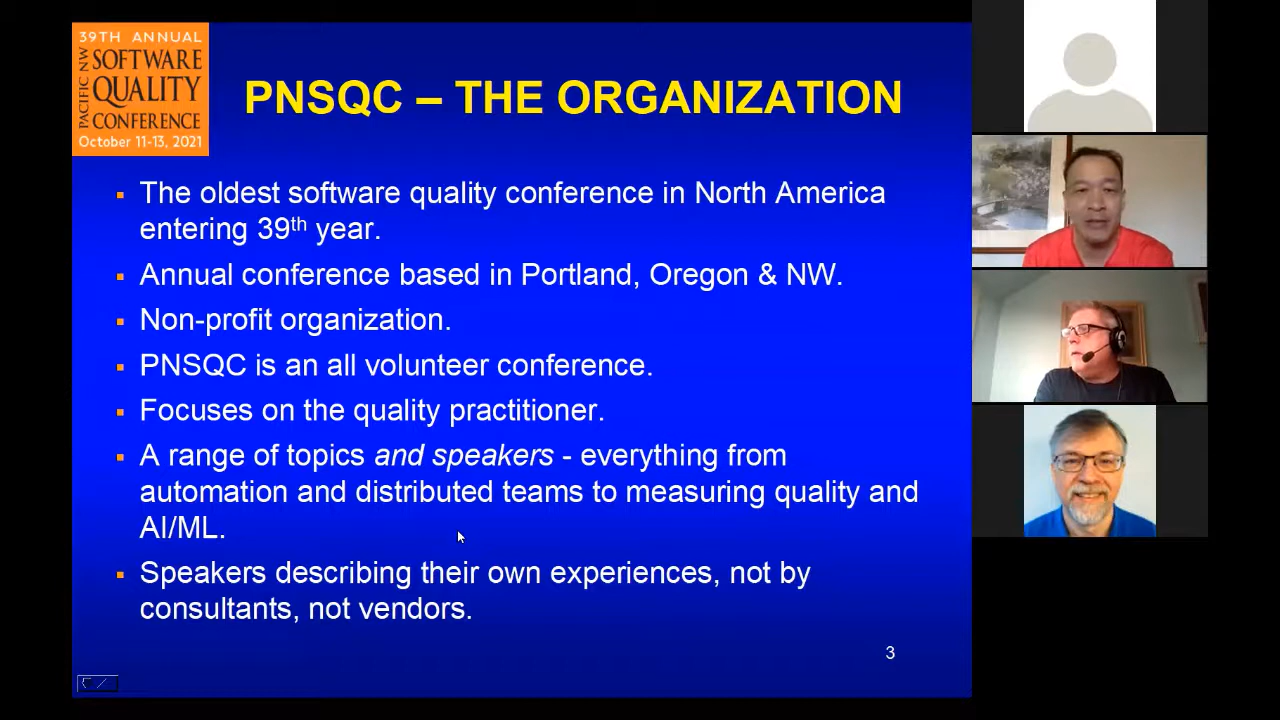 39TH ANNUAL
PACIFIC NW
SOFTWARE
QUALITY
CONFERENCE
October 11-13, 2021
PNSQC – THE ORGANIZATION
▪ The oldest software quality conference in North America
entering 39th year.
▪ Annual conference based in Portland, Oregon & NW.
▪ Non-profit organization.
▪ PNSQC is an all volunteer conference.
▪ Focuses on the quality practitioner.
▪ A range of topics and speakers - everything from
automation and distributed teams to measuring quality and
AI/ML.
▪ Speakers describing their own experiences, not by
consultants, not vendors.
3